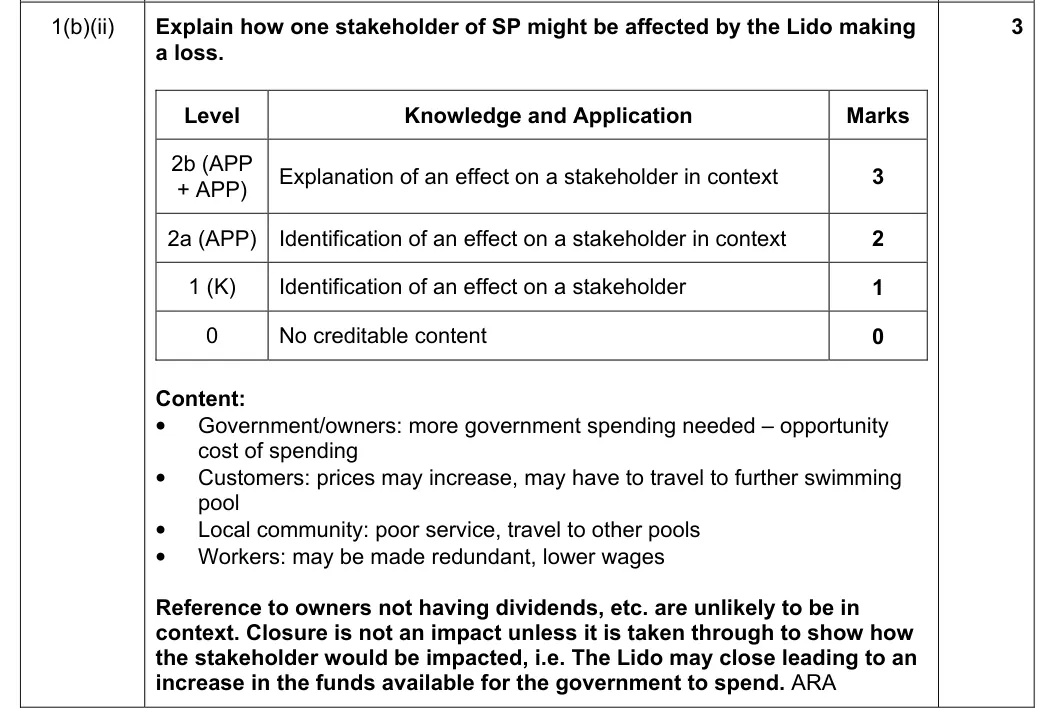 1(b)(ii)
Explain how one stakeholder of SP might be affected by the Lido making
a loss.
3
Level
Knowledge and Application
Marks
2b (APP
+ APP)
Explanation of an effect on a stakeholder in context
3
2a (APP)
Identification of an effect on a stakeholder in context
2
1 (K)
Identification of an effect on a stakeholder
1
0
No creditable content
0
Content:
• Government/owners: more government spending needed – opportunity
cost of spending
• Customers: prices may increase, may have to travel to further swimming
pool
• Local community: poor service, travel to other pools
• Workers: may be made redundant, lower wages
Reference to owners not having dividends, etc. are unlikely to be in
context. Closure is not an impact unless it is taken through to show how
the stakeholder would be impacted, i.e. The Lido may close leading to an
increase in the funds available for the government to spend. ARA